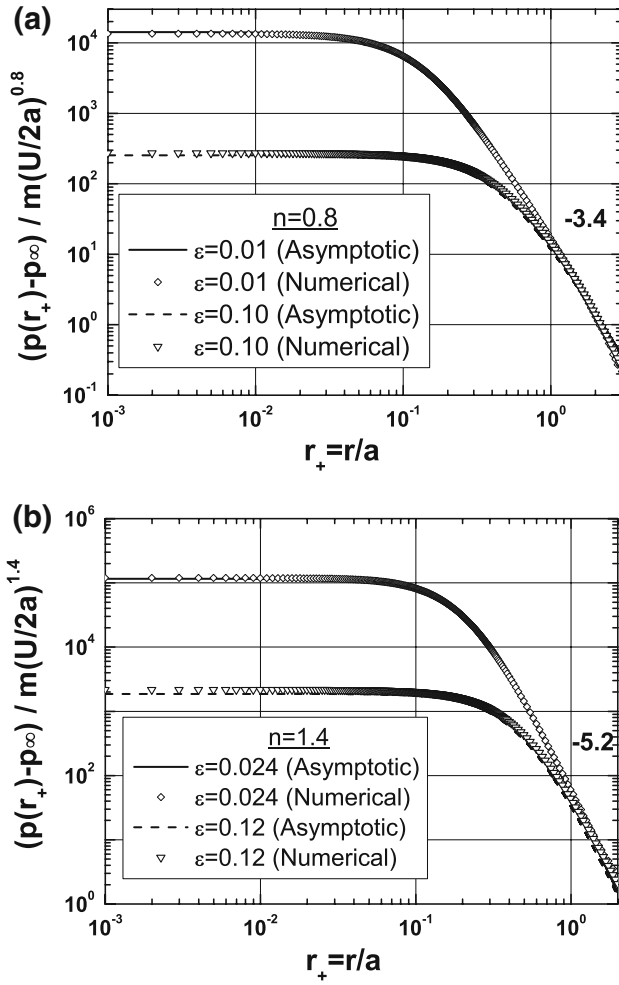 (a)
(p(r₊)-p∞) / m(U/2a)^0.8
10^4
10^3
10^2
10^1
10^0
10^-1
n=0.8
ε=0.01 (Asymptotic)
ε=0.01 (Numerical)
ε=0.10 (Asymptotic)
ε=0.10 (Numerical)
-3.4
10^-3 10^-2 10^-1 10^0
r₊=r/a
(b)
(p(r₊)-p∞) / m(U/2a)^1.4
10^6
10^4
10^2
10^0
n=1.4
ε=0.024 (Asymptotic)
ε=0.024 (Numerical)
ε=0.12 (Asymptotic)
ε=0.12 (Numerical)
-5.2
10^-3 10^-2 10^-1 10^0
r₊=r/a